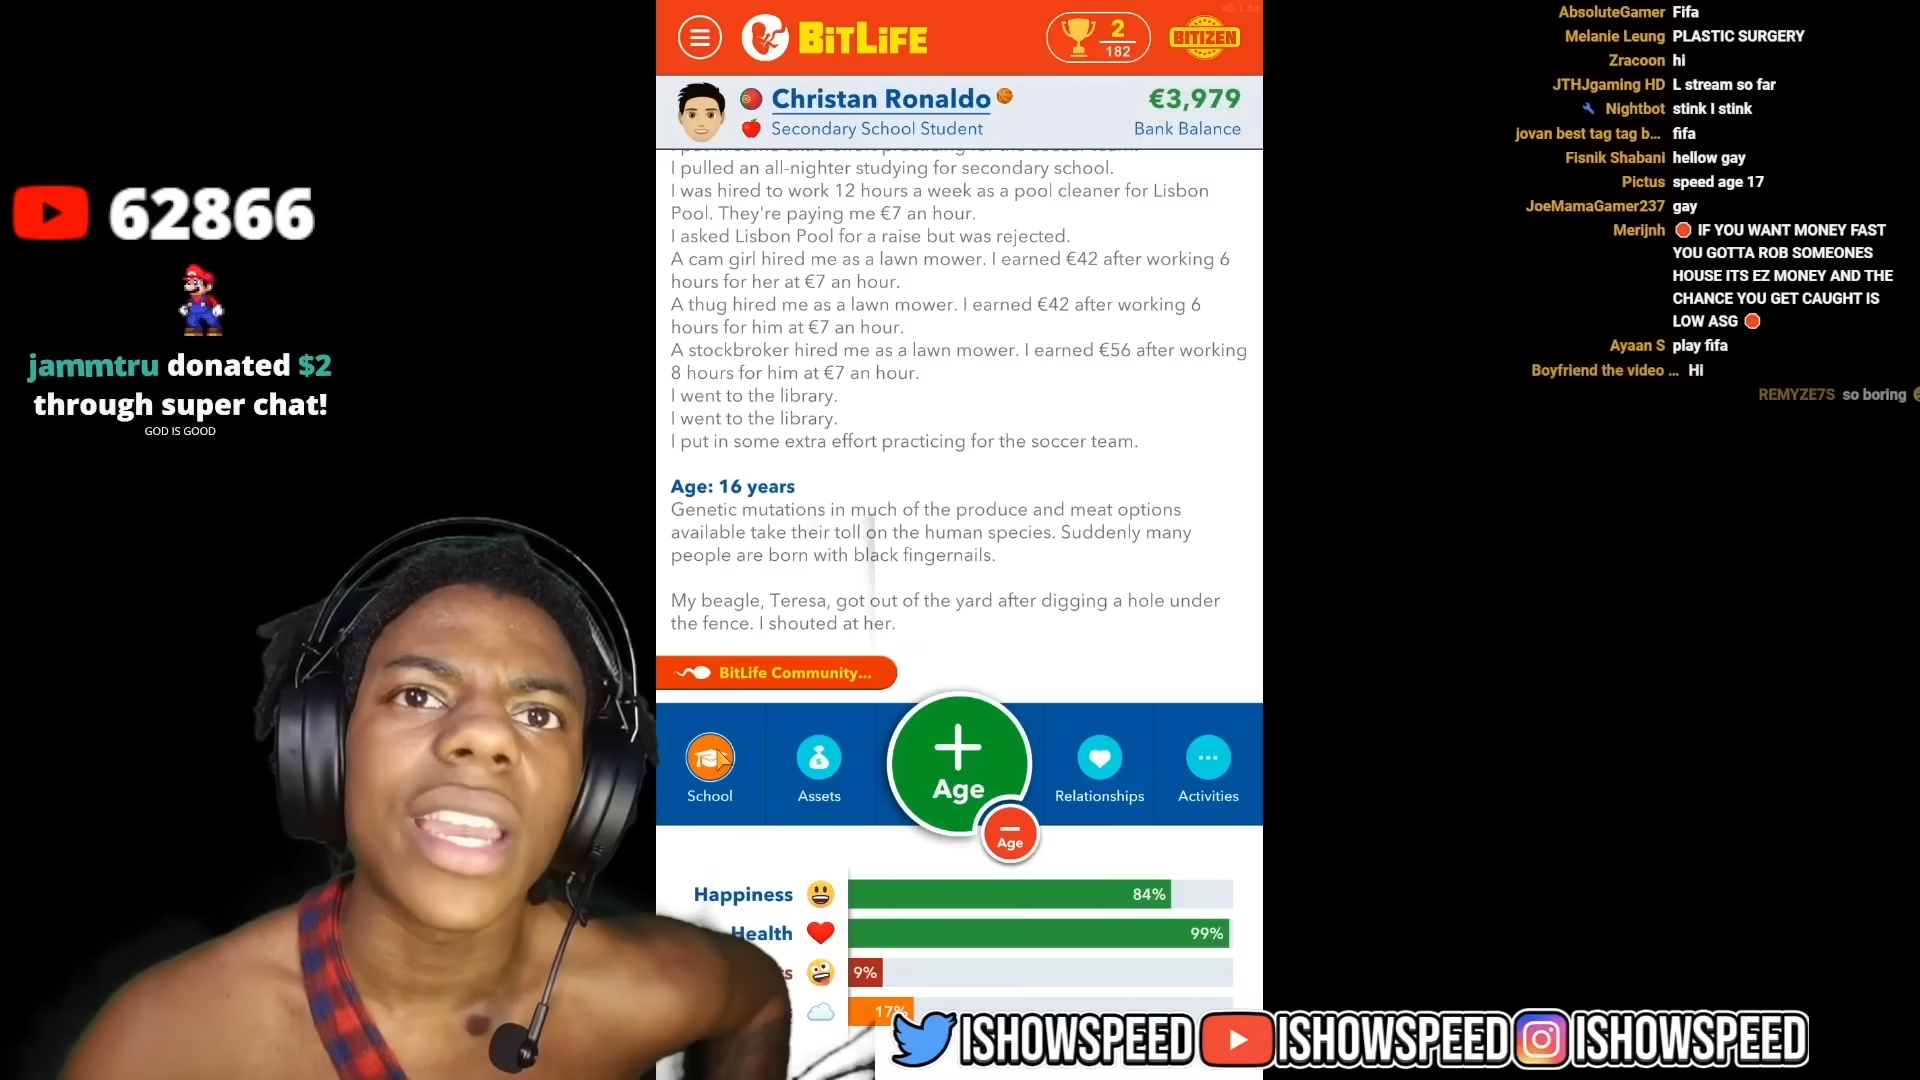 62866
jammtru donated $2
through super chat!
GOD IS GOOD
BiTLiFE
2
182
BITIZEN
Christan Ronaldo
€3,979
Secondary School Student
Bank Balance
I put in some extra effort practicing for the soccer team.
I pulled an all-nighter studying for secondary school.
I was hired to work 12 hours a week as a pool cleaner for Lisbon
Pool. They're paying me €7 an hour.
I asked Lisbon Pool for a raise but was rejected.
A cam girl hired me as a lawn mower. I earned €42 after working 6
hours for her at €7 an hour.
A thug hired me as a lawn mower. I earned €42 after working 6
hours for him at €7 an hour.
A stockbroker hired me as a lawn mower. I earned €56 after working
8 hours for him at €7 an hour.
I went to the library.
I went to the library.
I put in some extra effort practicing for the soccer team.
Age: 16 years
Genetic mutations in much of the produce and meat options
available take their toll on the human species. Suddenly many
people are born with black fingernails.
My beagle, Teresa, got out of the yard after digging a hole under
the fence. I shouted at her.
BitLife Community...
School
Assets
Age
Age
Relationships
Activities
Happiness
84%
Health
99%
9%
17%
AbsoluteGamer Fifa
Melanie Leung PLASTIC SURGERY
Zracoon hi
JTHJgaming HD L stream so far
Nightbot stink I stink
jovan best tag tag b... fifa
Fisnik Shabani hellow gay
Pictus speed age 17
JoeMamaGamer237 gay
Merijnh IF YOU WANT MONEY FAST
YOU GOTTA ROB SOMEONES
HOUSE ITS EZ MONEY AND THE
CHANCE YOU GET CAUGHT IS
LOW ASG
Ayaan S play fifa
Boyfriend the video ... Hi
REMYZE7S so boring
ISHOWSPEED ISHOWSPEED ISHOWSPEED